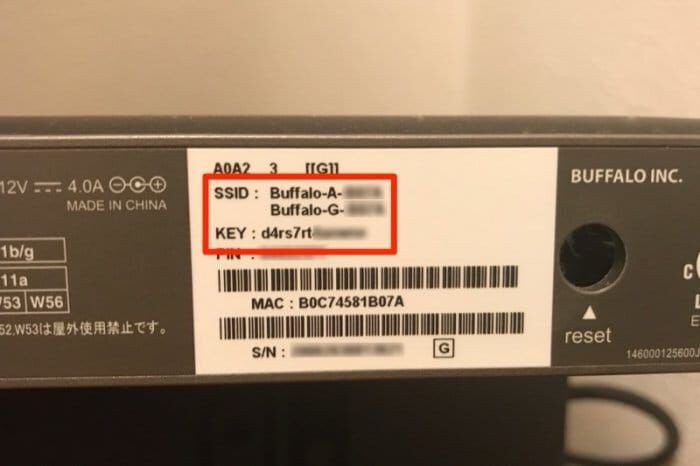 12V 4.0A
MADE IN CHINA
1b/g
11a
W53 W56
52,W53は屋外使用禁止です。
A0A2 3 [[G]]
SSID : Buffalo-A-
Buffalo-G-
KEY : d4rs7rt
PIN :
MAC : B0C74581B07A
S/N :
G
BUFFALO INC.
reset
146000125600J